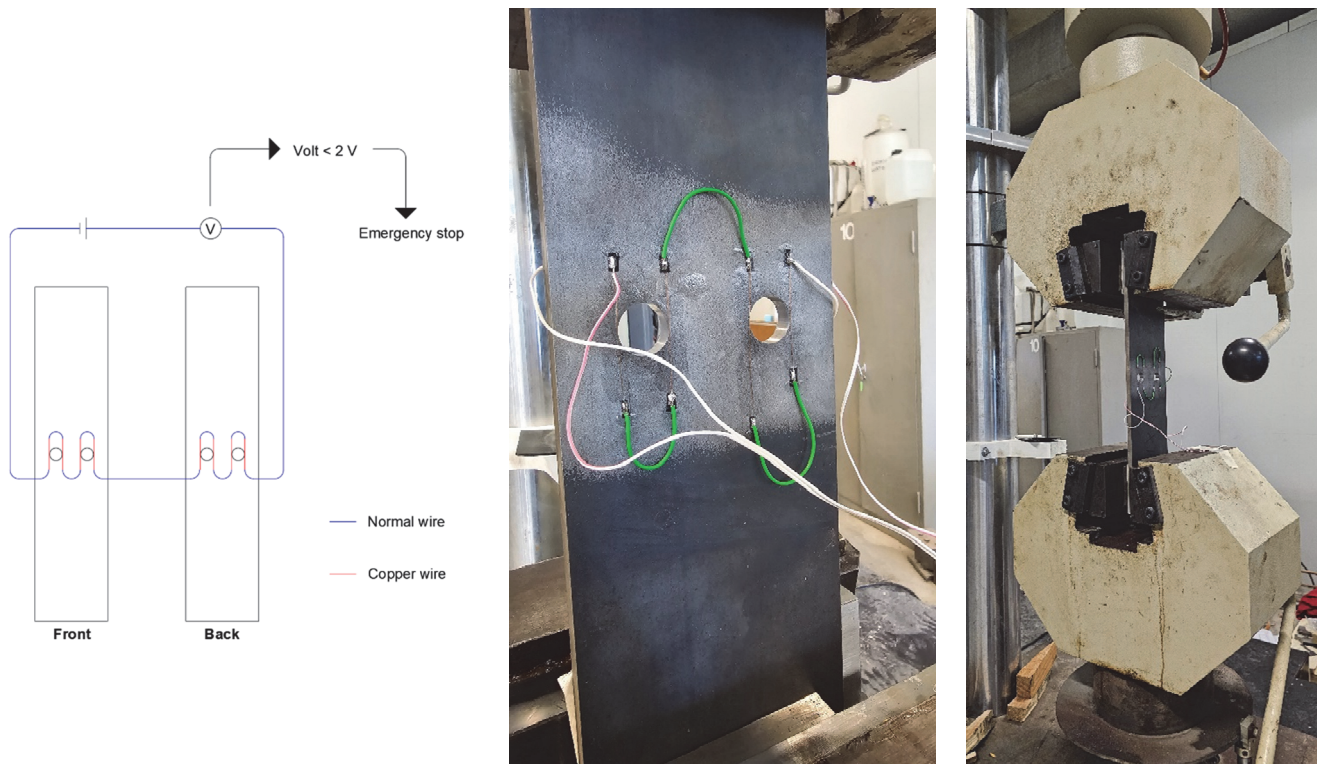 Volt < 2 V
V
Emergency stop
Normal wire
Copper wire
Front
Back
10
10